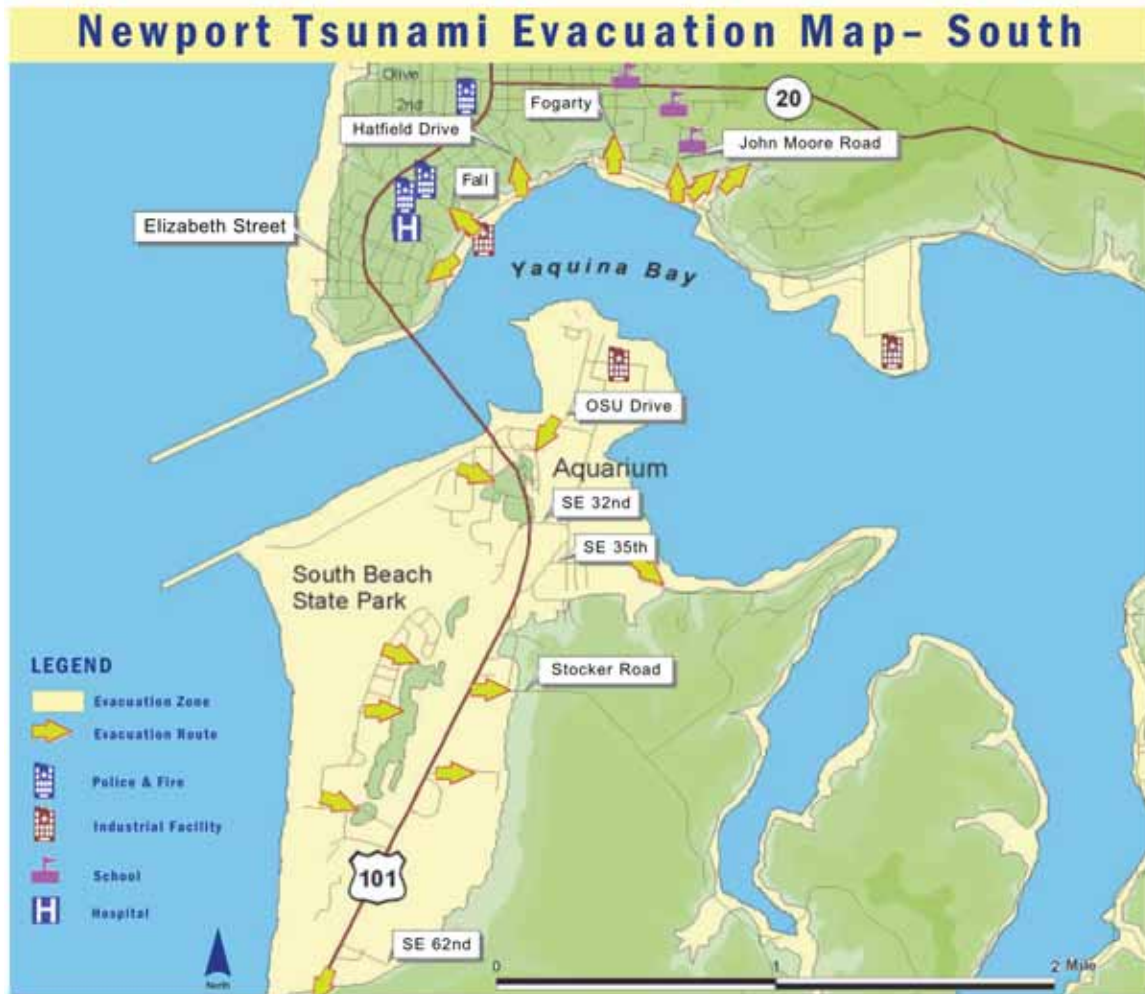 Newport Tsunami Evacuation Map– South
Olive
2nd
Hatfield Drive
Fogarty
20
John Moore Road
Fall
Elizabeth Street
Yaquina Bay
OSU Drive
Aquarium
SE 32nd
SE 35th
South Beach
State Park
Stocker Road
LEGEND
Evacuation Zone
Evacuation Route
Police & Fire
Industrial Facility
School
H
Hospital
H
101
SE 62nd
North
0
1
2 Mile